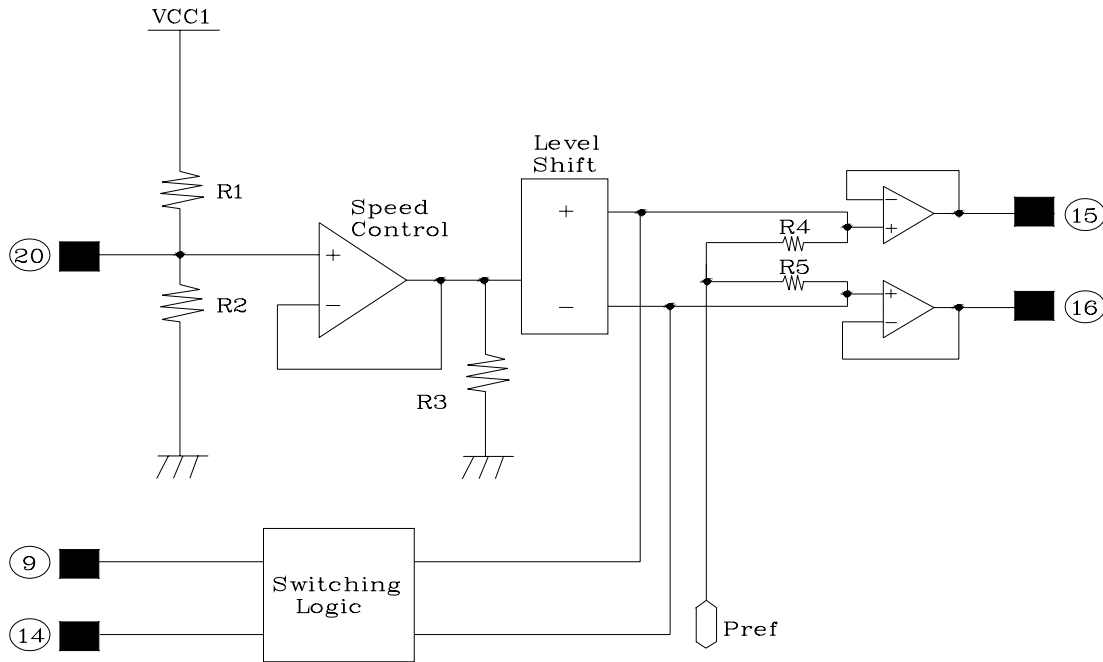 VCC1
R1
20
R2
Speed
Control
+
−
R3
Level
Shift
+
−
R4
R5
−
+
+
−
15
16
9
14
Switching
Logic
Pref